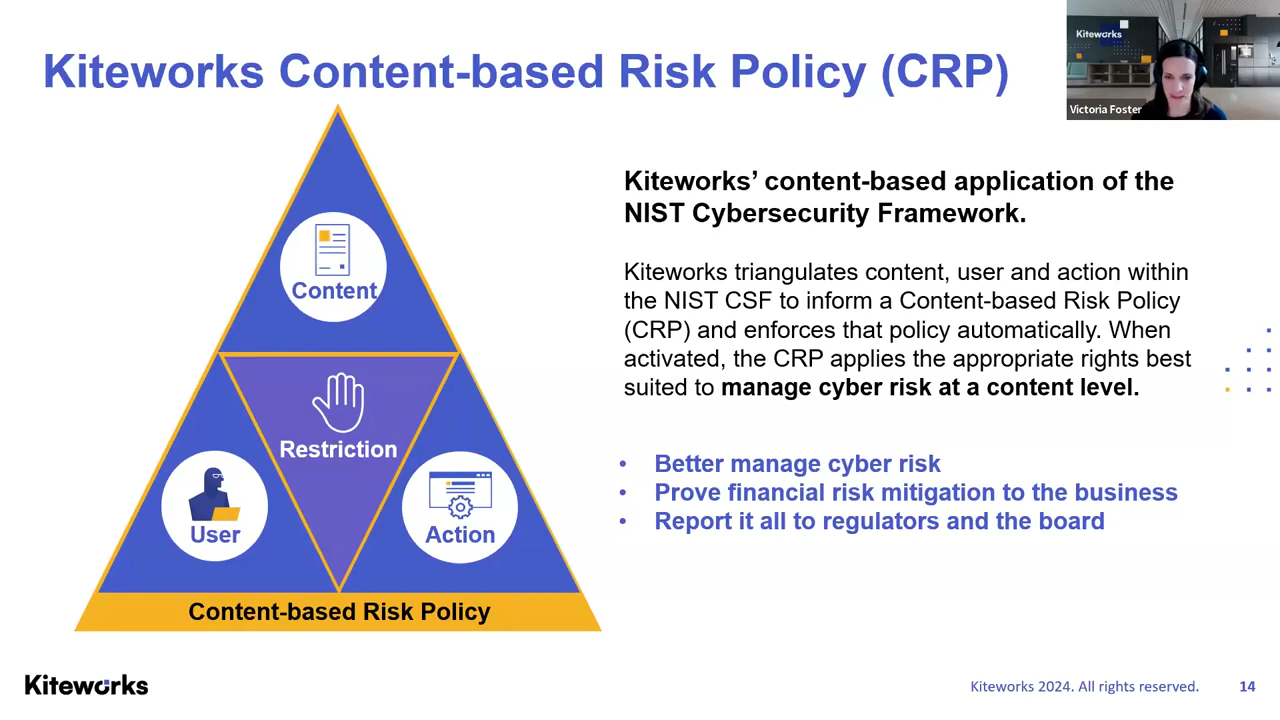 Kiteworks Content-based Risk Policy (CRP)
Kiteworks
Victoria Foster
Content
Restriction
User
Action
Content-based Risk Policy
Kiteworks’ content-based application of the
NIST Cybersecurity Framework.
Kiteworks triangulates content, user and action within
the NIST CSF to inform a Content-based Risk Policy
(CRP) and enforces that policy automatically. When
activated, the CRP applies the appropriate rights best
suited to manage cyber risk at a content level.
• Better manage cyber risk
• Prove financial risk mitigation to the business
• Report it all to regulators and the board
Kiteworks
Kiteworks 2024. All rights reserved.
14